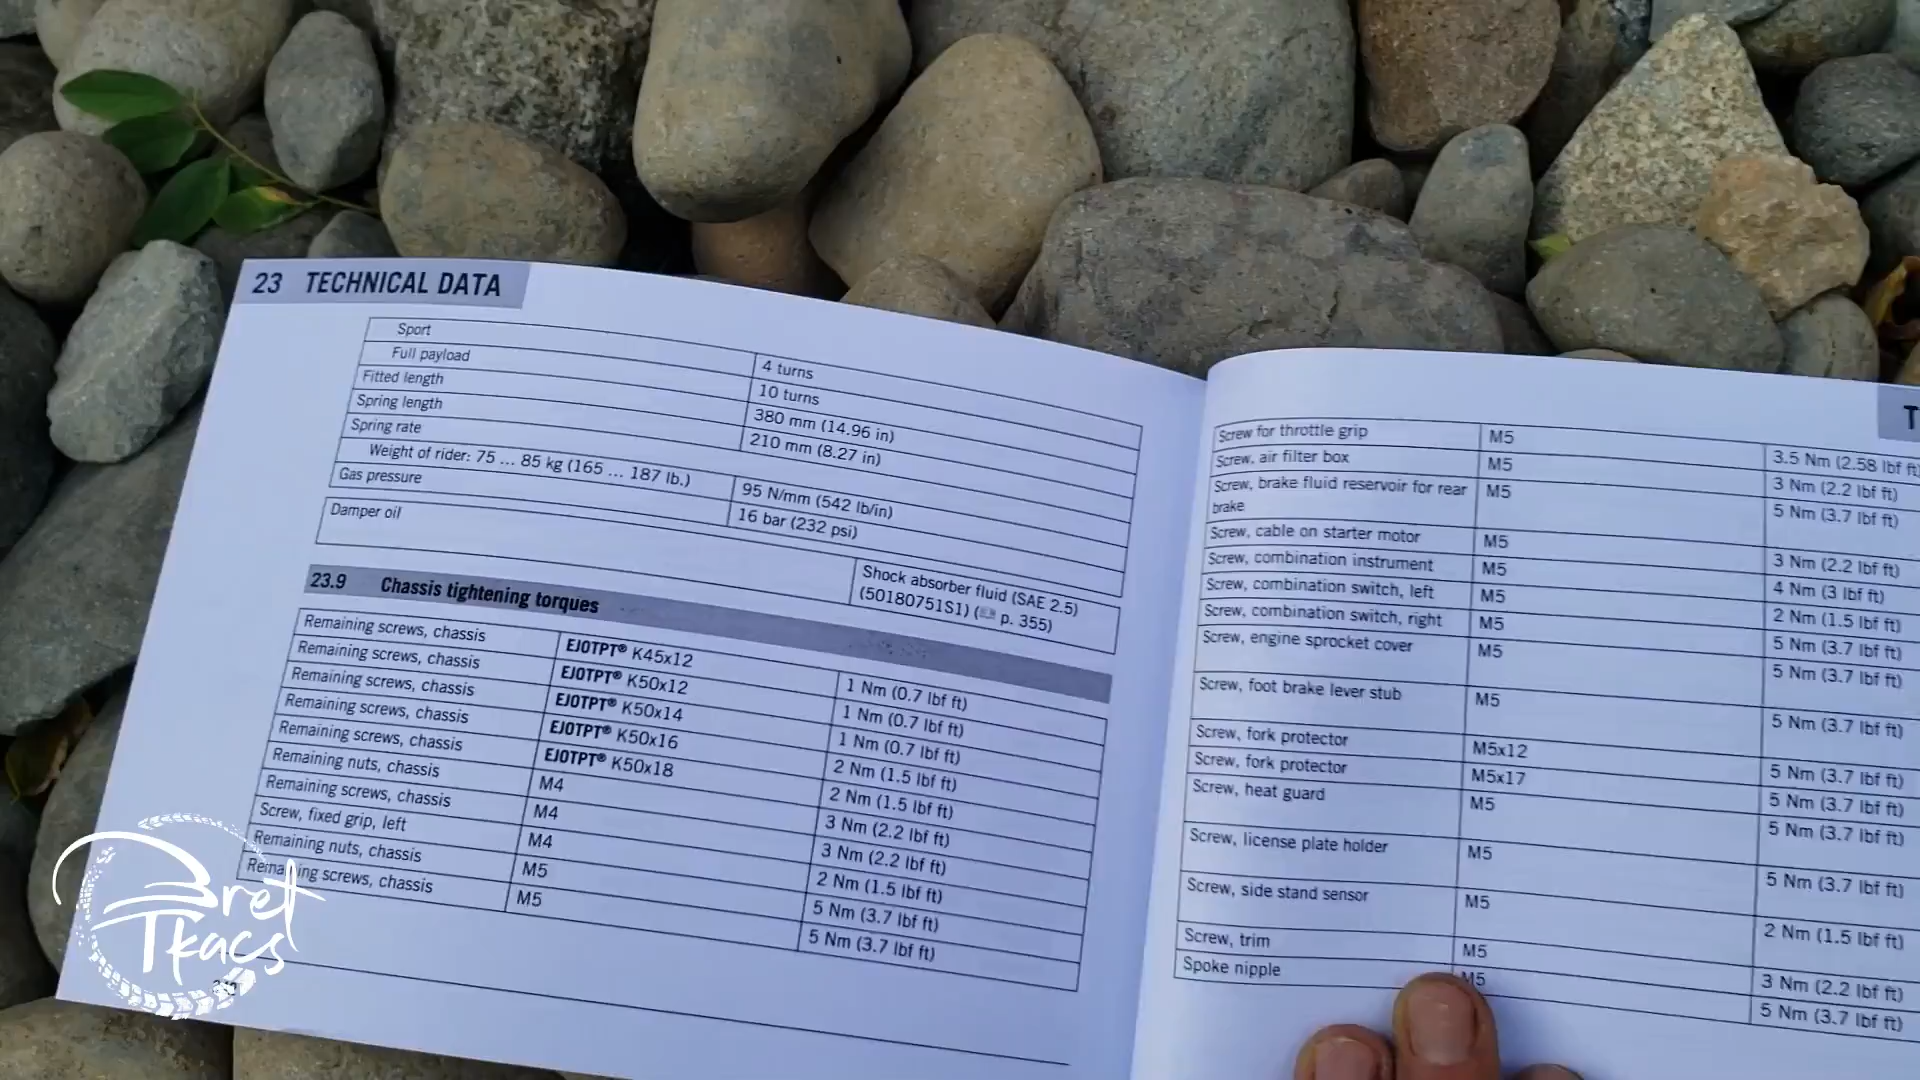 23 TECHNICAL DATA
Sport 4 turns
Full payload 10 turns
Fitted length 380 mm (14.96 in)
Spring length 210 mm (8.27 in)
Spring rate
Weight of rider: 75 ... 85 kg (165 ... 187 lb.) 95 N/mm (542 lb/in)
Gas pressure 16 bar (232 psi)
Damper oil Shock absorber fluid (SAE 2.5)
(50180751S1) ( p. 355)
23.9 Chassis tightening torques
Remaining screws, chassis EJOTPT® K45x12 1 Nm (0.7 lbf ft)
Remaining screws, chassis EJOTPT® K50x12 1 Nm (0.7 lbf ft)
Remaining screws, chassis EJOTPT® K50x14 1 Nm (0.7 lbf ft)
Remaining screws, chassis EJOTPT® K50x16 2 Nm (1.5 lbf ft)
Remaining screws, chassis EJOTPT® K50x18 2 Nm (1.5 lbf ft)
Remaining nuts, chassis M4 3 Nm (2.2 lbf ft)
Remaining screws, chassis M4 3 Nm (2.2 lbf ft)
Screw, fixed grip, left M4 2 Nm (1.5 lbf ft)
Remaining nuts, chassis M5 5 Nm (3.7 lbf ft)
Remaining screws, chassis M5 5 Nm (3.7 lbf ft)
Bret
Tkacs
T
Screw for throttle grip M5 3.5 Nm (2.58 lbf ft)
Screw, air filter box M5 3 Nm (2.2 lbf ft)
Screw, brake fluid reservoir for rear M5 5 Nm (3.7 lbf ft)
brake
Screw, cable on starter motor M5 3 Nm (2.2 lbf ft)
Screw, combination instrument M5 4 Nm (3 lbf ft)
Screw, combination switch, left M5 2 Nm (1.5 lbf ft)
Screw, combination switch, right M5 5 Nm (3.7 lbf ft)
Screw, engine sprocket cover M5 5 Nm (3.7 lbf ft)
Screw, foot brake lever stub M5 5 Nm (3.7 lbf ft)
Screw, fork protector M5x12 5 Nm (3.7 lbf ft)
Screw, fork protector M5x17 5 Nm (3.7 lbf ft)
Screw, heat guard M5 5 Nm (3.7 lbf ft)
Screw, license plate holder M5 5 Nm (3.7 lbf ft)
Screw, side stand sensor M5 2 Nm (1.5 lbf ft)
Screw, trim M5 3 Nm (2.2 lbf ft)
Spoke nipple M5 5 Nm (3.7 lbf ft)